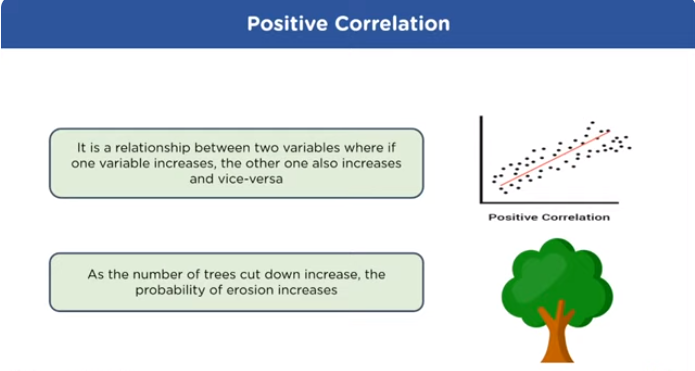 Positive Correlation
It is a relationship between two variables where if
one variable increases, the other one also increases
and vice-versa
Positive Correlation
As the number of trees cut down increase, the
probability of erosion increases